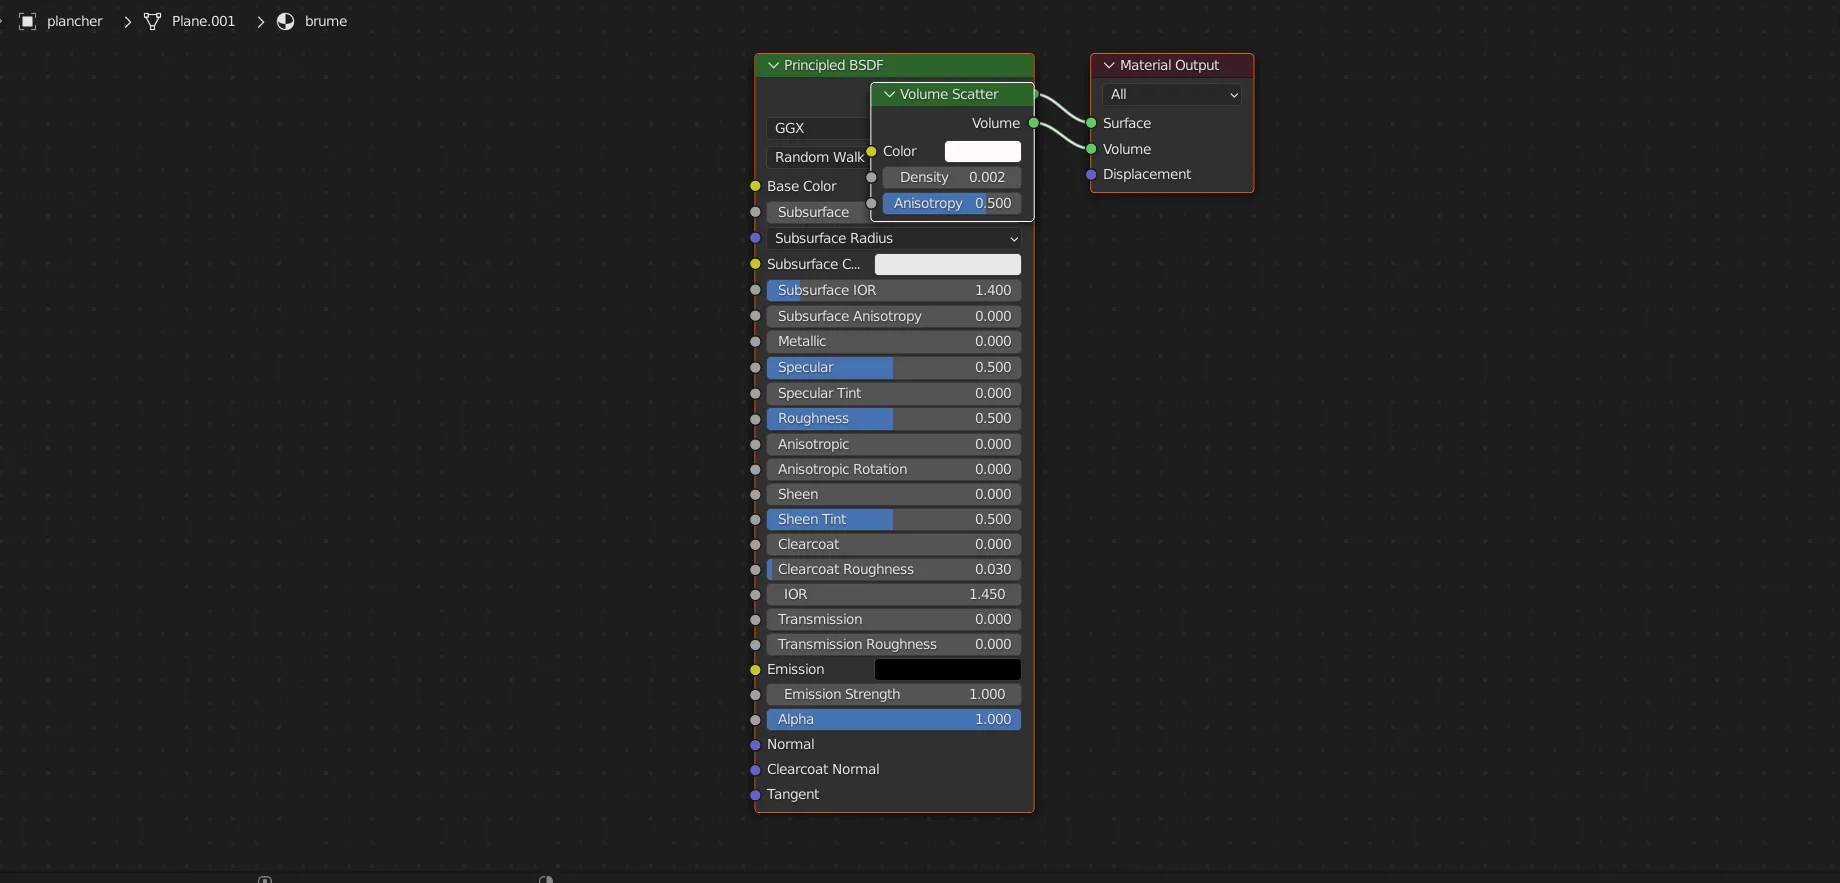 plancher > Plane.001 > brume
Principled BSDF
Volume Scatter
Volume
GGX
Color
Random Walk
Density 0.002
Base Color
Anisotropy 0.500
Subsurface
Subsurface Radius
Subsurface C...
Subsurface IOR 1.400
Subsurface Anisotropy 0.000
Metallic 0.000
Specular 0.500
Specular Tint 0.000
Roughness 0.500
Anisotropic 0.000
Anisotropic Rotation 0.000
Sheen 0.000
Sheen Tint 0.500
Clearcoat 0.000
Clearcoat Roughness 0.030
IOR 1.450
Transmission 0.000
Transmission Roughness 0.000
Emission
Emission Strength 1.000
Alpha 1.000
Normal
Clearcoat Normal
Tangent
Material Output
All
Surface
Volume
Displacement